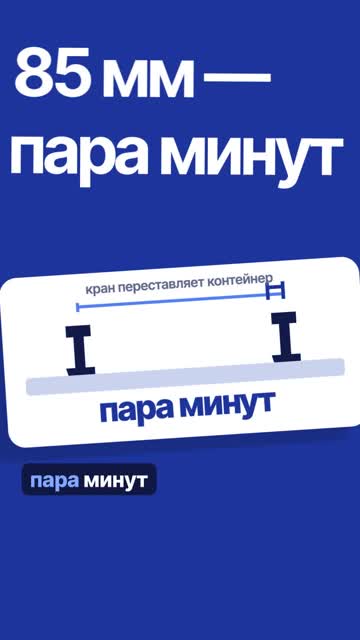 85 мм —
пара минут
кран переставляет контейнер
пара минут
пара минут